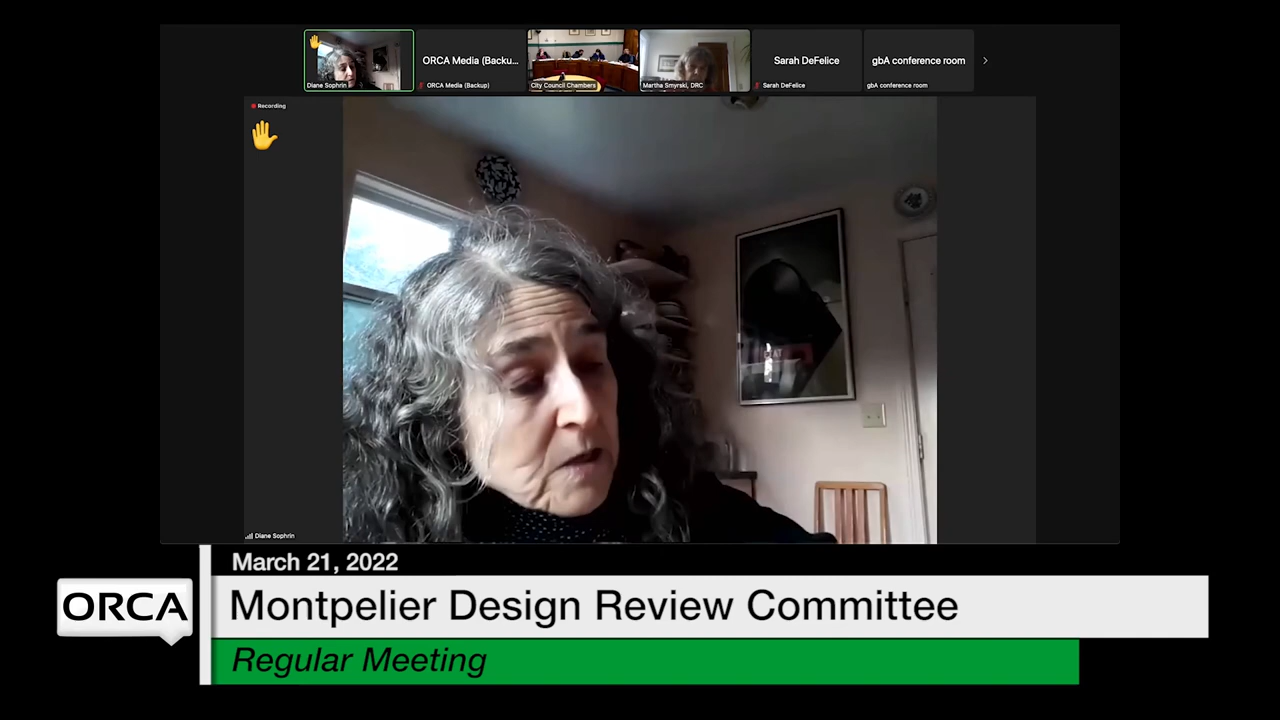 ORCA Media (Backu...
Sarah DeFelice
gbA conference room
Diane Sophrin
ORCA Media (Backup)
City Council Chambers
Martha Smyrski, DRC
Sarah DeFelice
gbA conference room
Recording
Diane Sophrin
March 21, 2022
ORCA
Montpelier Design Review Committee
Regular Meeting